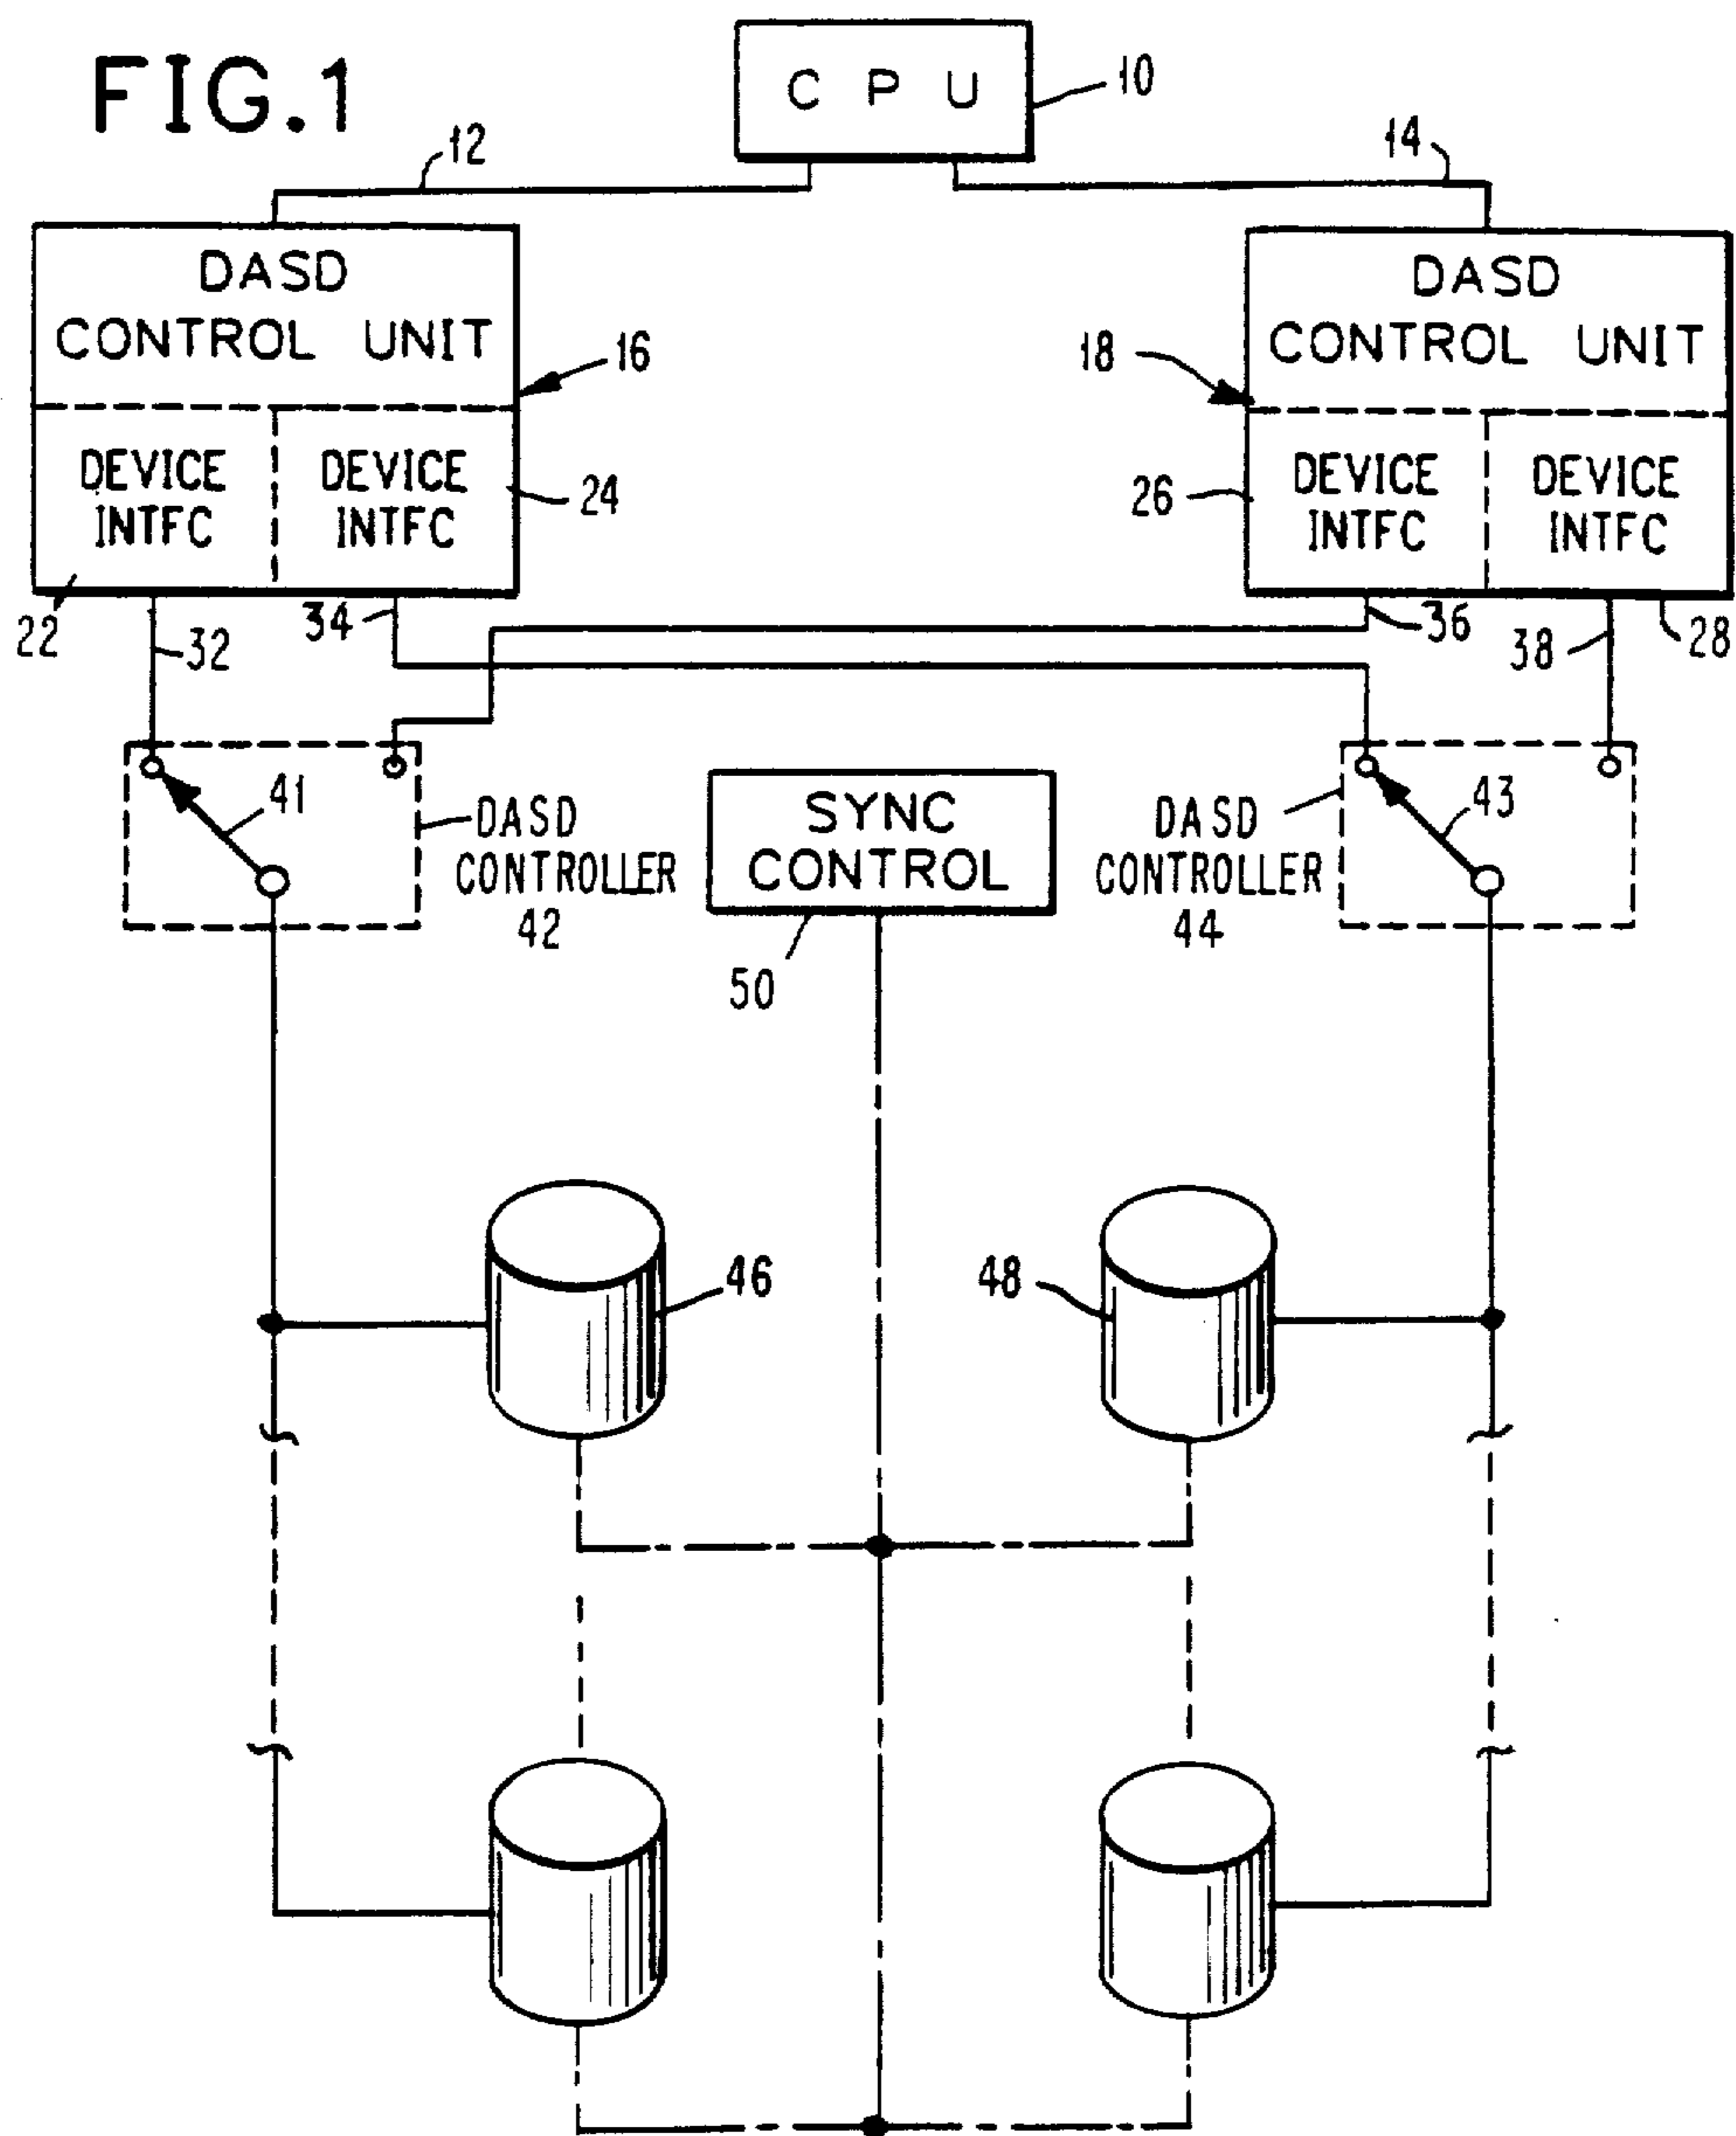 FIG.1
C P U
10
12
14
DASD
CONTROL UNIT
16
DEVICE
INTFC
DEVICE
INTFC
22
24
DASD
CONTROL UNIT
18
DEVICE
INTFC
DEVICE
INTFC
26
28
32
34
36
38
41
DASD
CONTROLLER
42
SYNC
CONTROL
50
DASD
CONTROLLER
44
43
46
48